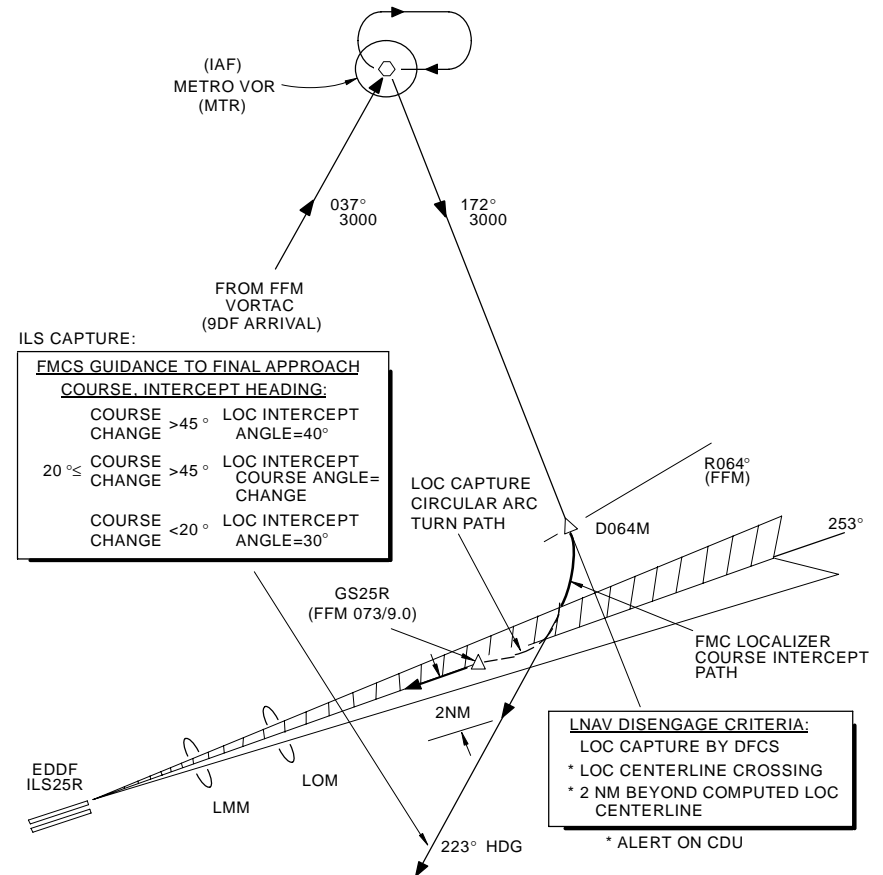 (IAF)
METRO VOR
(MTR)
037°
3000
172°
3000
FROM FFM
VORTAC
(9DF ARRIVAL)
ILS CAPTURE:
FMCS GUIDANCE TO FINAL APPROACH
COURSE, INTERCEPT HEADING:
COURSE CHANGE >45 ° LOC INTERCEPT ANGLE=40°
20 °≤ COURSE CHANGE >45 ° LOC INTERCEPT COURSE ANGLE= CHANGE
COURSE CHANGE <20 ° LOC INTERCEPT ANGLE=30°
LOC CAPTURE
CIRCULAR ARC
TURN PATH
R064°
(FFM)
D064M
253°
GS25R
(FFM 073/9.0)
FMC LOCALIZER
COURSE INTERCEPT
PATH
2NM
LNAV DISENGAGE CRITERIA:
LOC CAPTURE BY DFCS
* LOC CENTERLINE CROSSING
* 2 NM BEYOND COMPUTED LOC
CENTERLINE
* ALERT ON CDU
EDDF
ILS25R
LOM
LMM
223° HDG